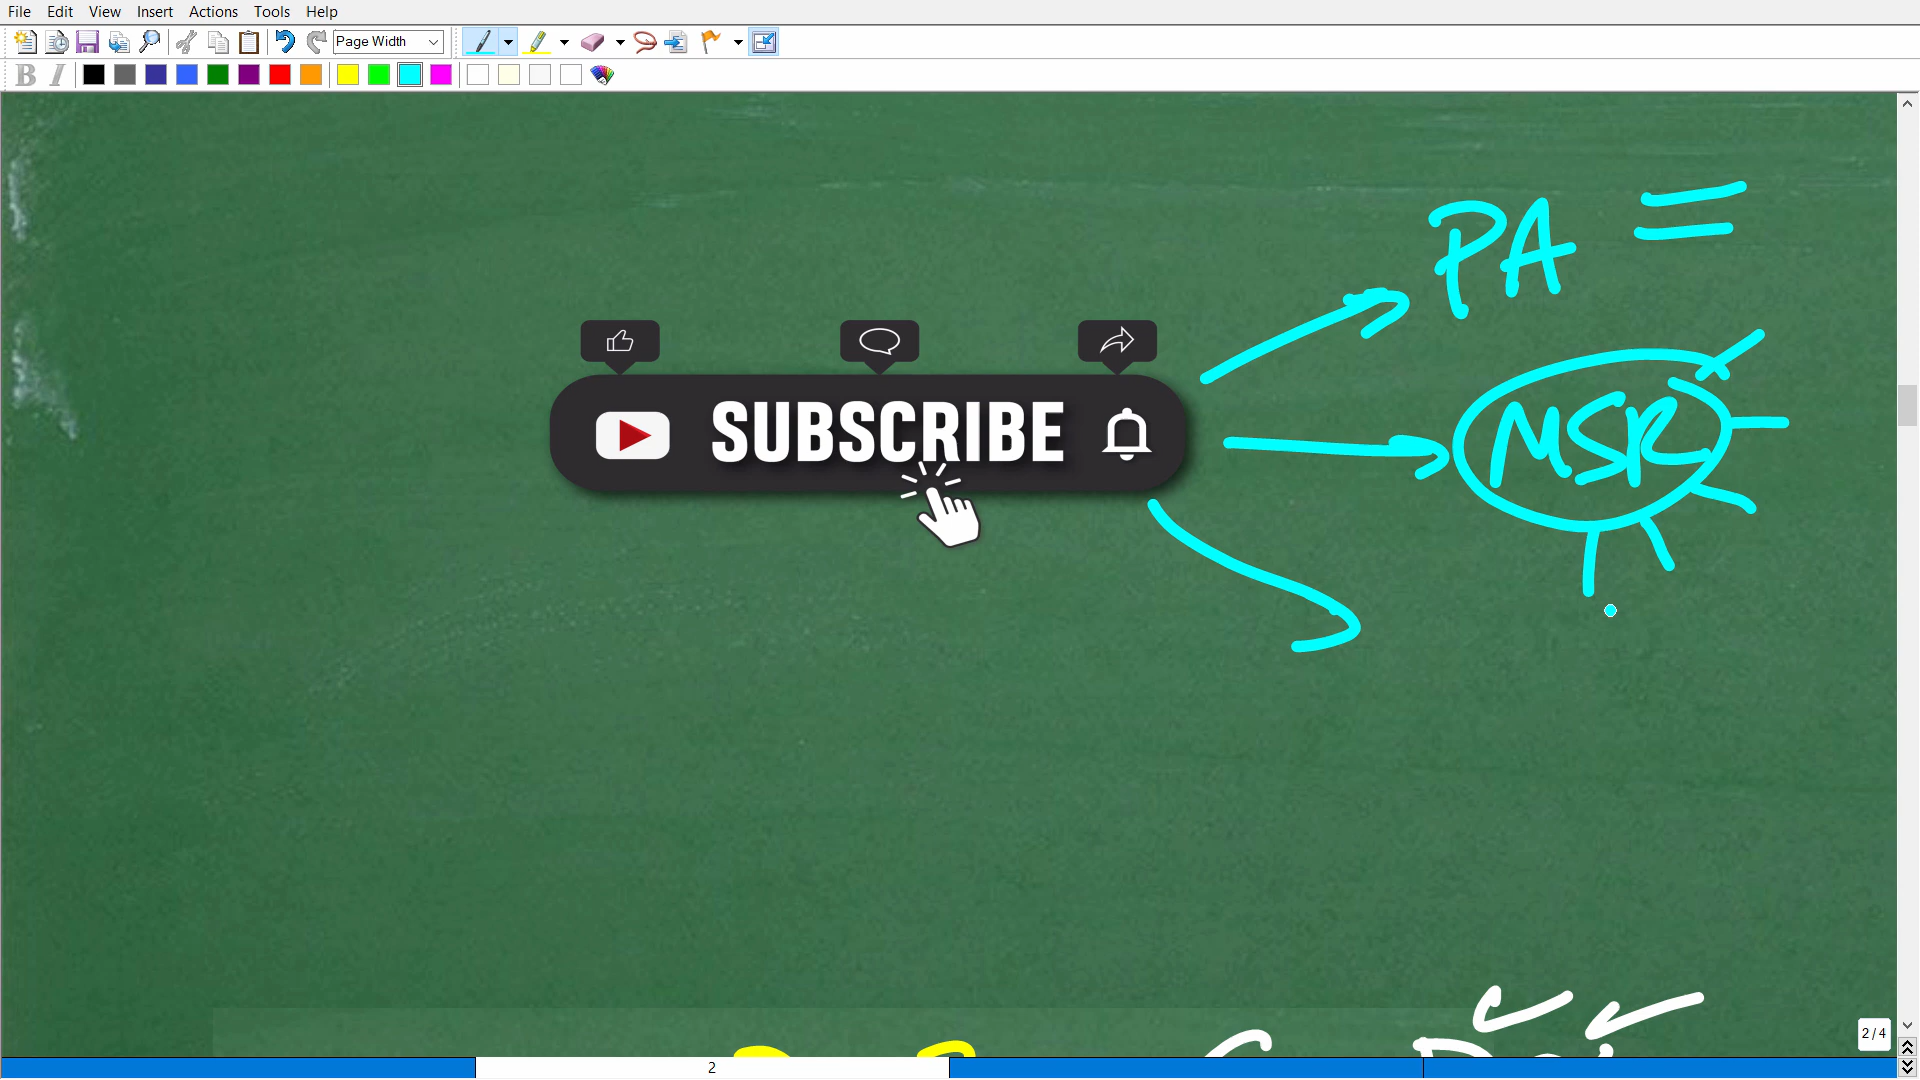 File Edit View Insert Actions Tools Help
Page Width
B I
PA =
MSR
SUBSCRIBE
2 / 4
2